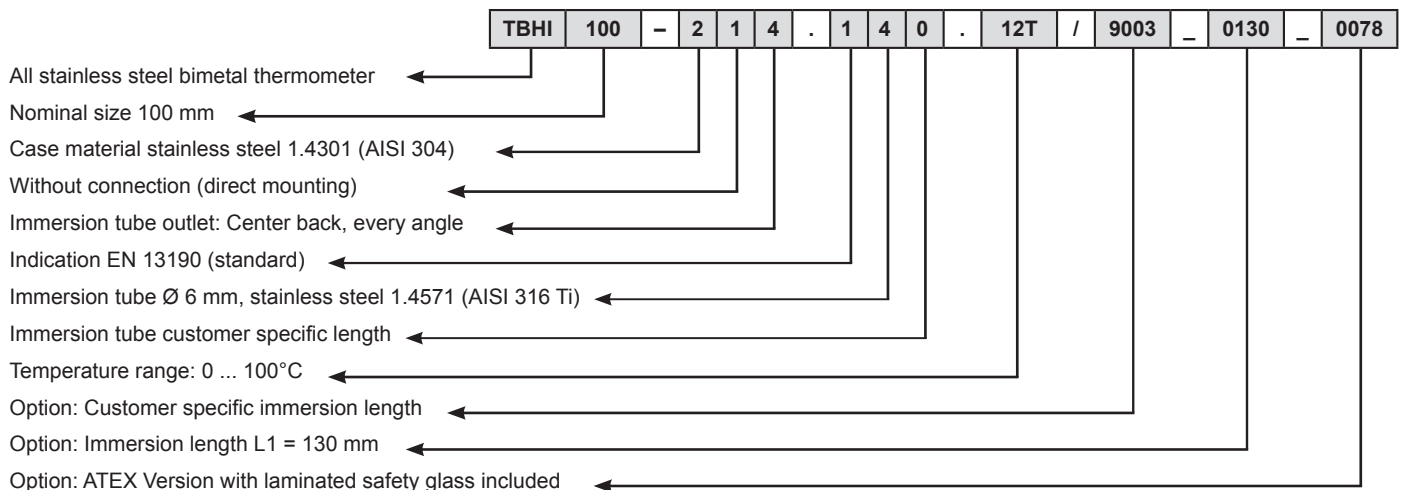 TBHI 100 – 2 1 4 . 1 4 0 . 12T / 9003 _ 0130 _ 0078
All stainless steel bimetal thermometer
Nominal size 100 mm
Case material stainless steel 1.4301 (AISI 304)
Without connection (direct mounting)
Immersion tube outlet: Center back, every angle
Indication EN 13190 (standard)
Immersion tube Ø 6 mm, stainless steel 1.4571 (AISI 316 Ti)
Immersion tube customer specific length
Temperature range: 0 ... 100°C
Option: Customer specific immersion length
Option: Immersion length L1 = 130 mm
Option: ATEX Version with laminated safety glass included